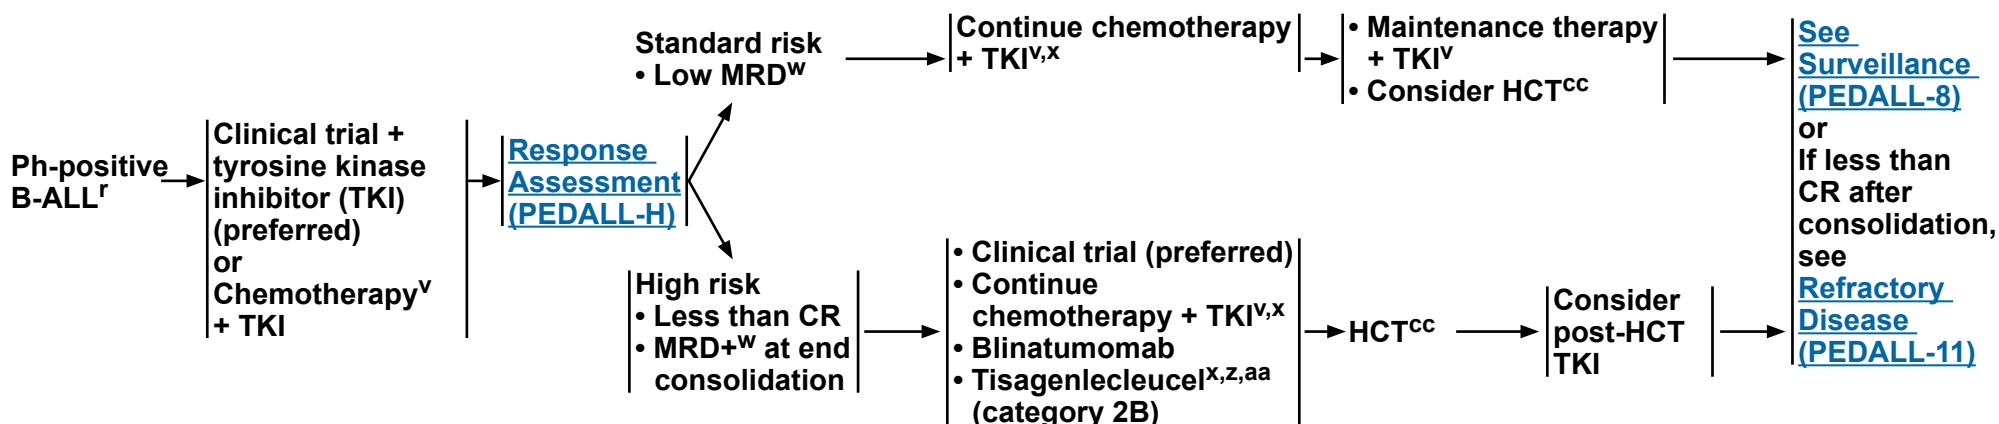 Ph-positive
B-ALLʳ
Clinical trial +
tyrosine kinase
inhibitor (TKI)
(preferred)
or
Chemotherapyᵛ
+ TKI
Response
Assessment
(PEDALL-H)
Standard risk
• Low MRDʷ
Continue chemotherapy
+ TKIᵛ,ˣ
• Maintenance therapy
+ TKIᵛ
• Consider HCTᶜᶜ
High risk
• Less than CR
• MRD+ʷ at end
consolidation
• Clinical trial (preferred)
• Continue
chemotherapy + TKIᵛ,ˣ
• Blinatumomab
• Tisagenlecleucelˣ,ᶻ,ᵃᵃ
(category 2B)
HCTᶜᶜ
Consider
post-HCT
TKI
See
Surveillance
(PEDALL-8)
or
If less than
CR after
consolidation,
see
Refractory
Disease
(PEDALL-11)